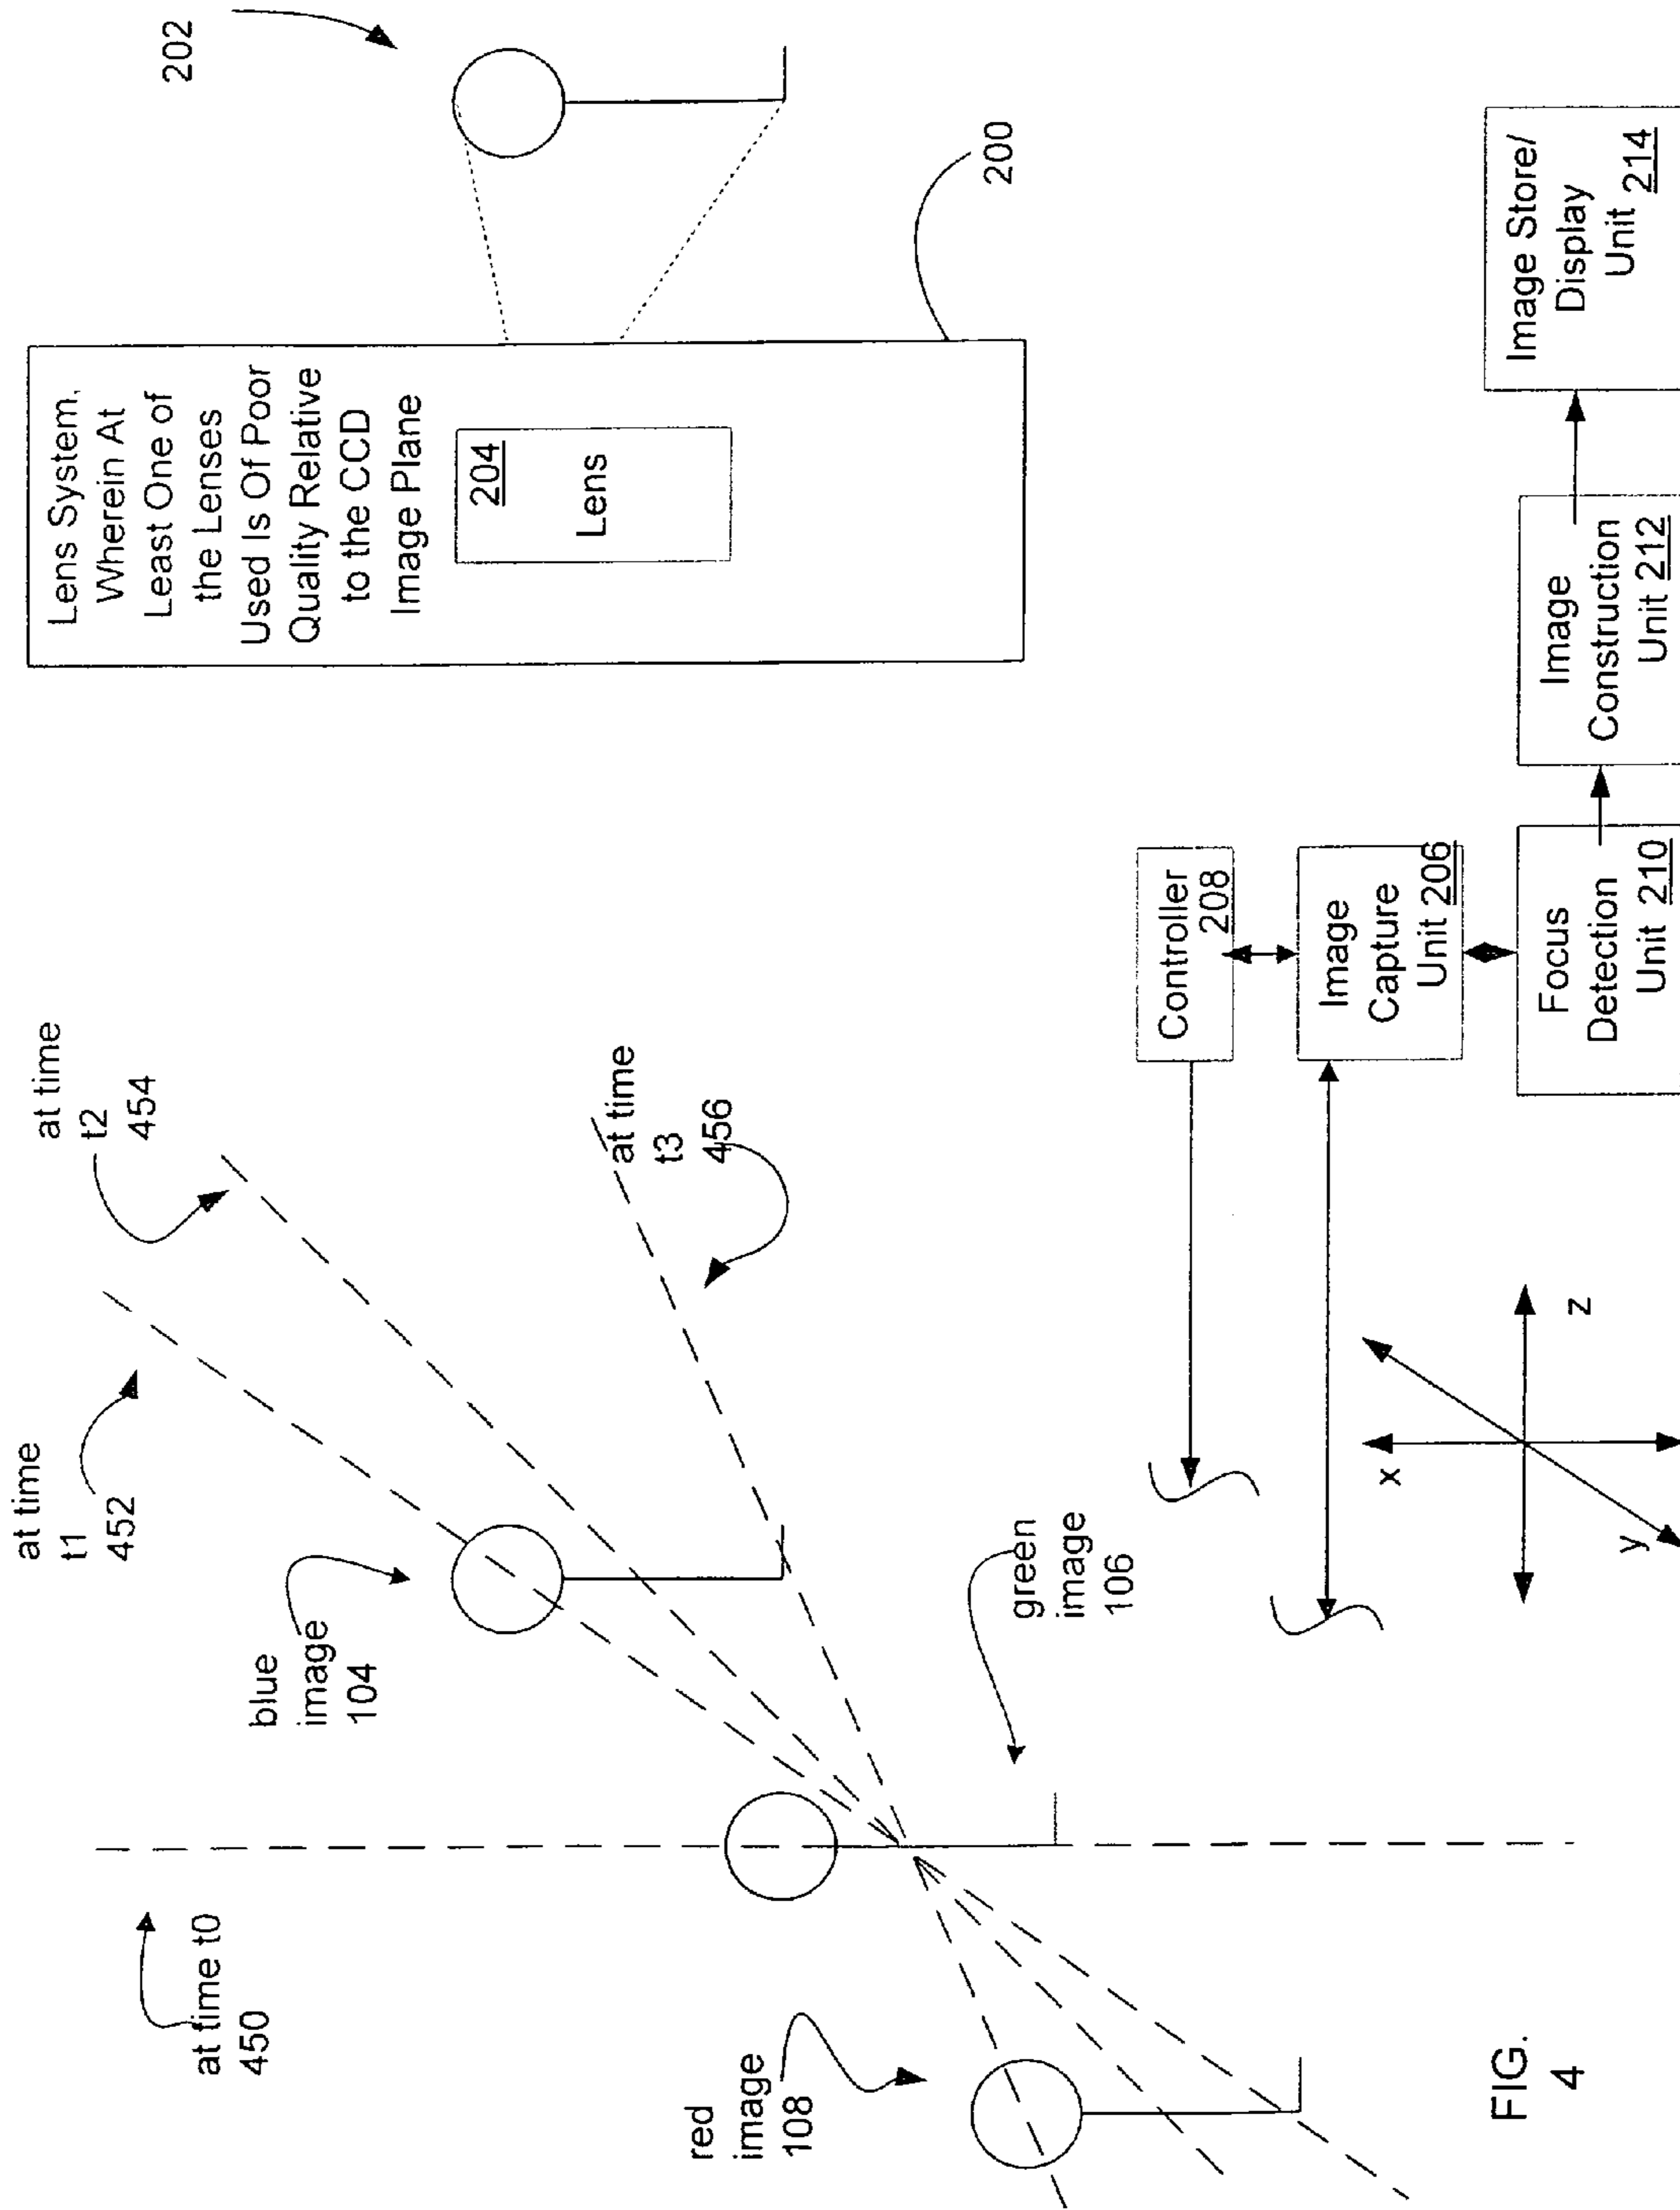 at time t0
450
at time
t1
452
at time
t2
454
at time
t3
456
red
image
108
blue
image
104
green
image
106
Lens System,
Wherein At
Least One of
the Lenses
Used Is Of Poor
Quality Relative
to the CCD
Image Plane
204
Lens
202
200
Controller
208
Image
Capture
Unit 206
Focus
Detection
Unit 210
Image
Construction
Unit 212
Image Store/
Display
Unit 214
x
y
z
FIG.
4